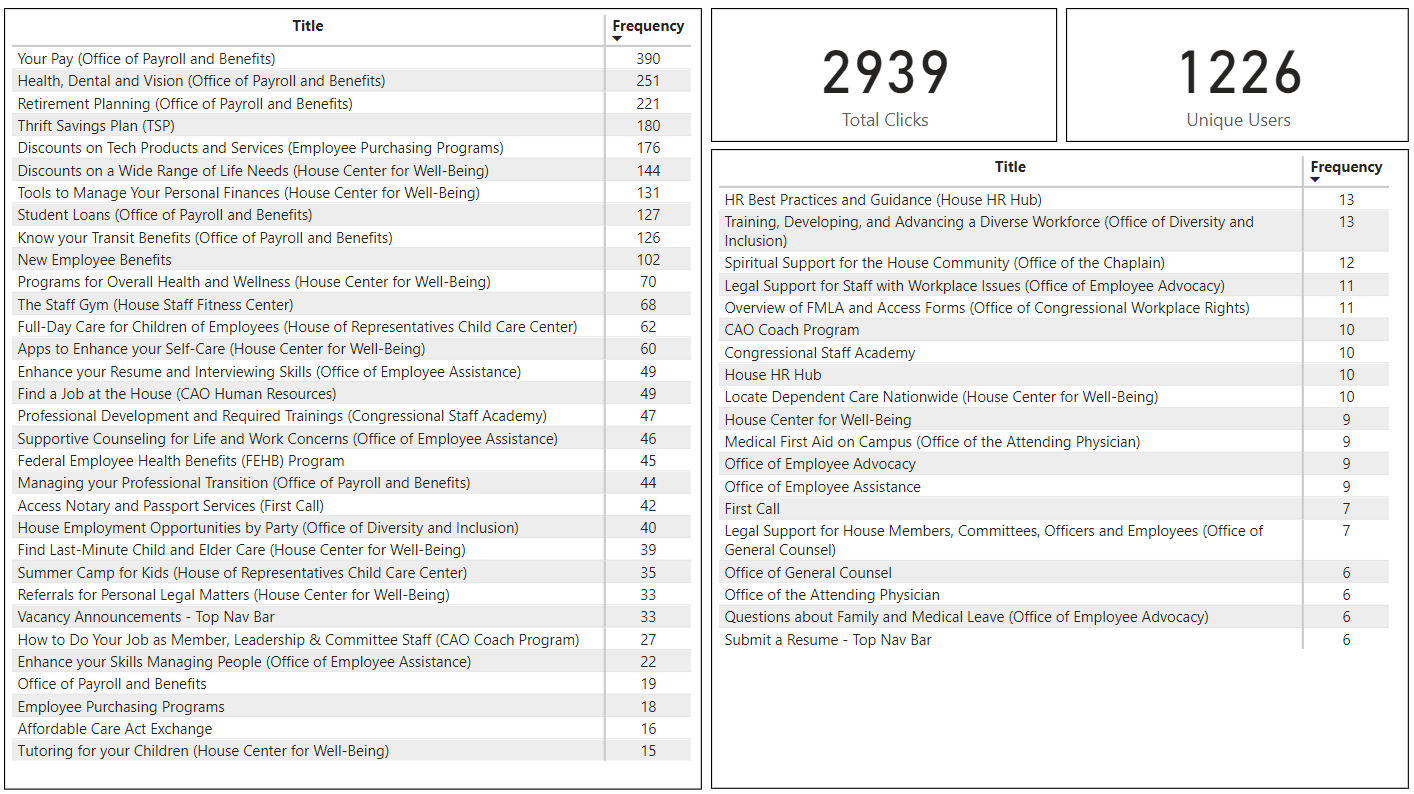 Title Frequency
Your Pay (Office of Payroll and Benefits) 390
Health, Dental and Vision (Office of Payroll and Benefits) 251
Retirement Planning (Office of Payroll and Benefits) 221
Thrift Savings Plan (TSP) 180
Discounts on Tech Products and Services (Employee Purchasing Programs) 176
Discounts on a Wide Range of Life Needs (House Center for Well-Being) 144
Tools to Manage Your Personal Finances (House Center for Well-Being) 131
Student Loans (Office of Payroll and Benefits) 127
Know your Transit Benefits (Office of Payroll and Benefits) 126
New Employee Benefits 102
Programs for Overall Health and Wellness (House Center for Well-Being) 70
The Staff Gym (House Staff Fitness Center) 68
Full-Day Care for Children of Employees (House of Representatives Child Care Center) 62
Apps to Enhance your Self-Care (House Center for Well-Being) 60
Enhance your Resume and Interviewing Skills (Office of Employee Assistance) 49
Find a Job at the House (CAO Human Resources) 49
Professional Development and Required Trainings (Congressional Staff Academy) 47
Supportive Counseling for Life and Work Concerns (Office of Employee Assistance) 46
Federal Employee Health Benefits (FEHB) Program 45
Managing your Professional Transition (Office of Payroll and Benefits) 44
Access Notary and Passport Services (First Call) 42
House Employment Opportunities by Party (Office of Diversity and Inclusion) 40
Find Last-Minute Child and Elder Care (House Center for Well-Being) 39
Summer Camp for Kids (House of Representatives Child Care Center) 35
Referrals for Personal Legal Matters (House Center for Well-Being) 33
Vacancy Announcements - Top Nav Bar 33
How to Do Your Job as Member, Leadership & Committee Staff (CAO Coach Program) 27
Enhance your Skills Managing People (Office of Employee Assistance) 22
Office of Payroll and Benefits 19
Employee Purchasing Programs 18
Affordable Care Act Exchange 16
Tutoring for your Children (House Center for Well-Being) 15
2939
Total Clicks
1226
Unique Users
Title Frequency
HR Best Practices and Guidance (House HR Hub) 13
Training, Developing, and Advancing a Diverse Workforce (Office of Diversity and 13
Inclusion)
Spiritual Support for the House Community (Office of the Chaplain) 12
Legal Support for Staff with Workplace Issues (Office of Employee Advocacy) 11
Overview of FMLA and Access Forms (Office of Congressional Workplace Rights) 11
CAO Coach Program 10
Congressional Staff Academy 10
House HR Hub 10
Locate Dependent Care Nationwide (House Center for Well-Being) 10
House Center for Well-Being 9
Medical First Aid on Campus (Office of the Attending Physician) 9
Office of Employee Advocacy 9
Office of Employee Assistance 9
First Call 7
Legal Support for House Members, Committees, Officers and Employees (Office of 7
General Counsel)
Office of General Counsel 6
Office of the Attending Physician 6
Questions about Family and Medical Leave (Office of Employee Advocacy) 6
Submit a Resume - Top Nav Bar 6